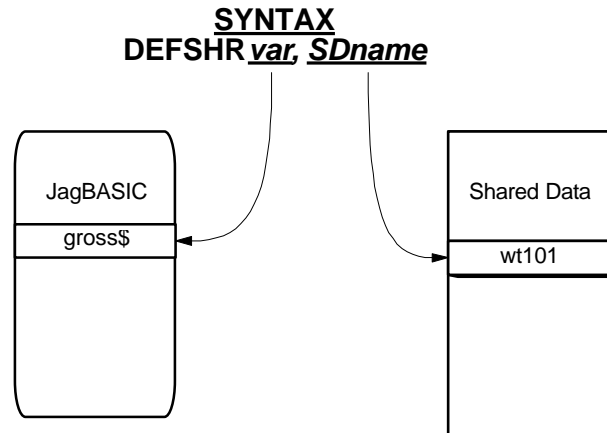 SYNTAX
DEFSHR var, SDname
JagBASIC
gross$
Shared Data
wt101